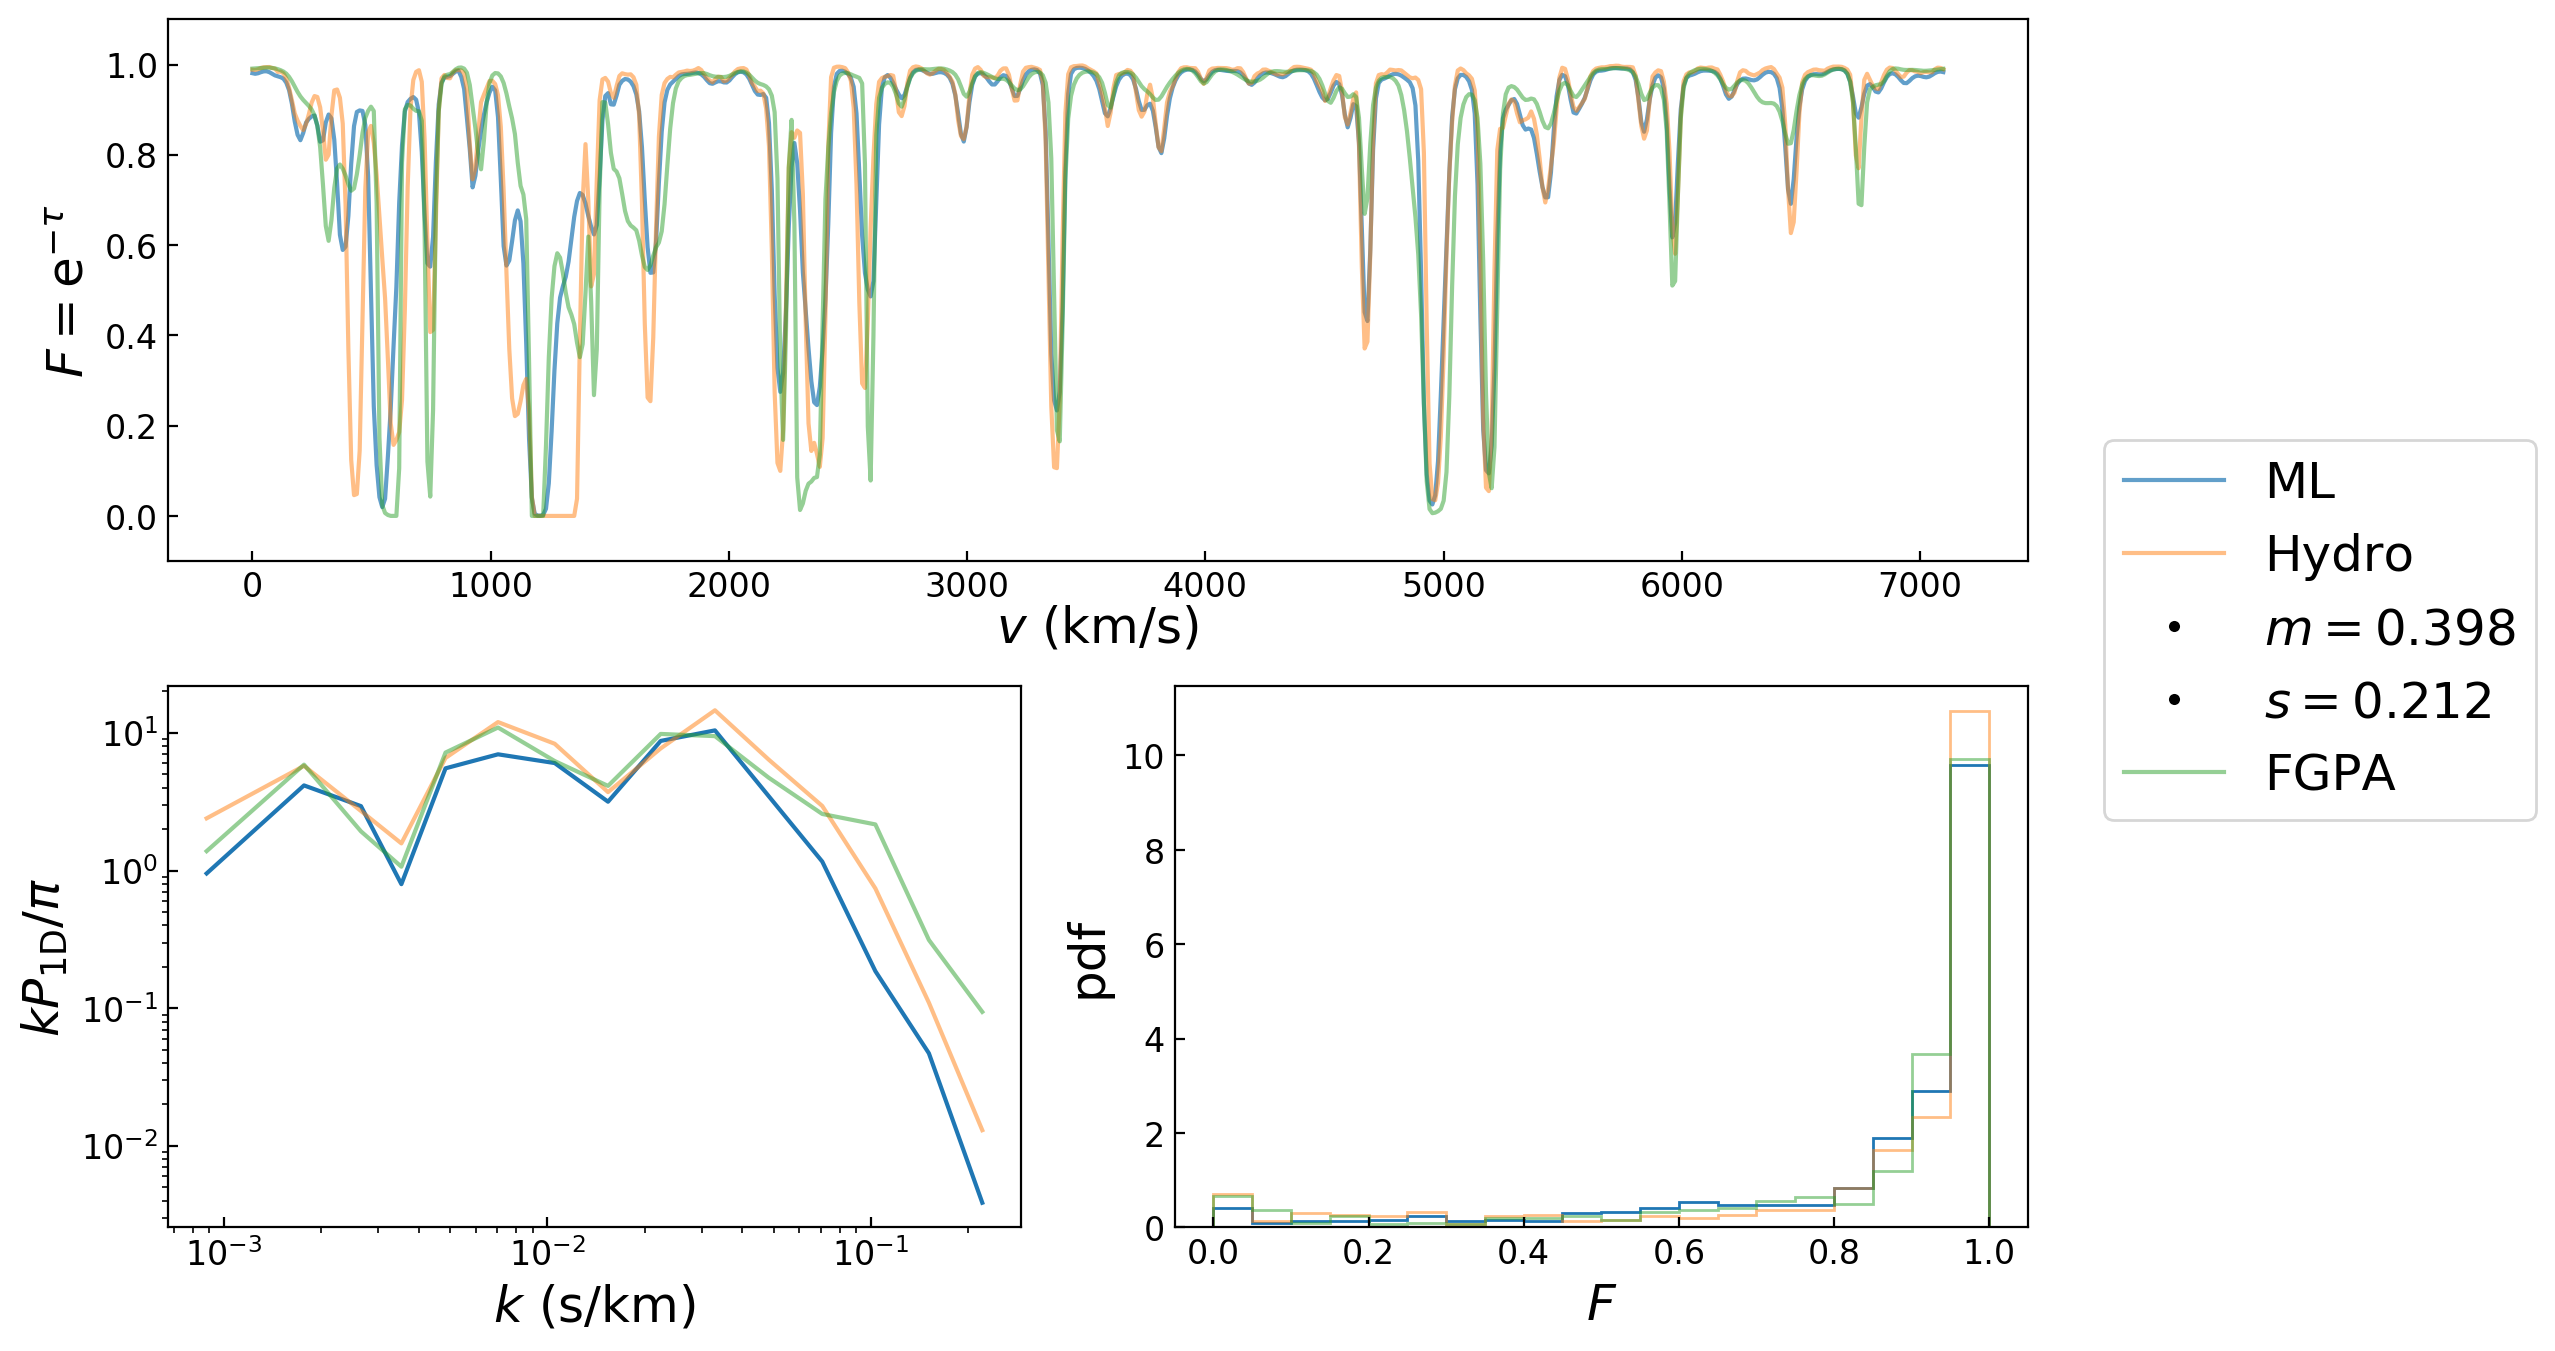 1.0
0.8
0.6
0.4
0.2
0.0
F = e^{-τ}
0 1000 2000 3000 4000 5000 6000 7000
v (km/s)
ML
Hydro
m = 0.398
s = 0.212
FGPA
10^1
10^0
10^{-1}
10^{-2}
kP_{1D}/π
10^{-3} 10^{-2} 10^{-1}
k (s/km)
10
8
6
4
2
0
pdf
0.0 0.2 0.4 0.6 0.8 1.0
F